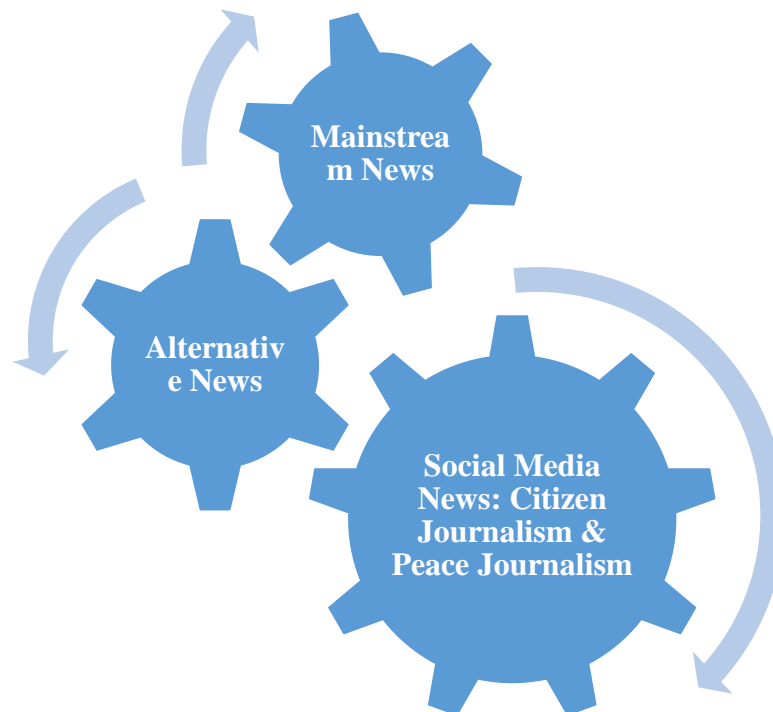 Mainstrea
m News
Alternativ
e News
Social Media
News: Citizen
Journalism &
Peace Journalism